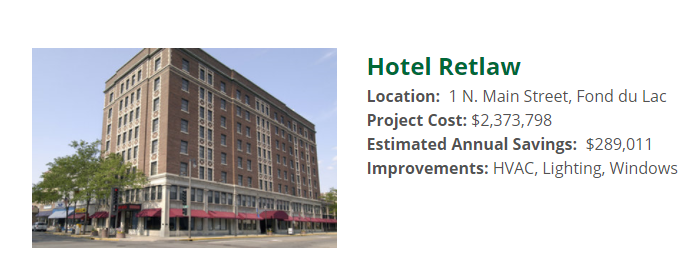 Hotel Retlaw
Location:  1 N. Main Street, Fond du Lac
Project Cost: $2,373,798
Estimated Annual Savings:  $289,011
Improvements: HVAC, Lighting, Windows